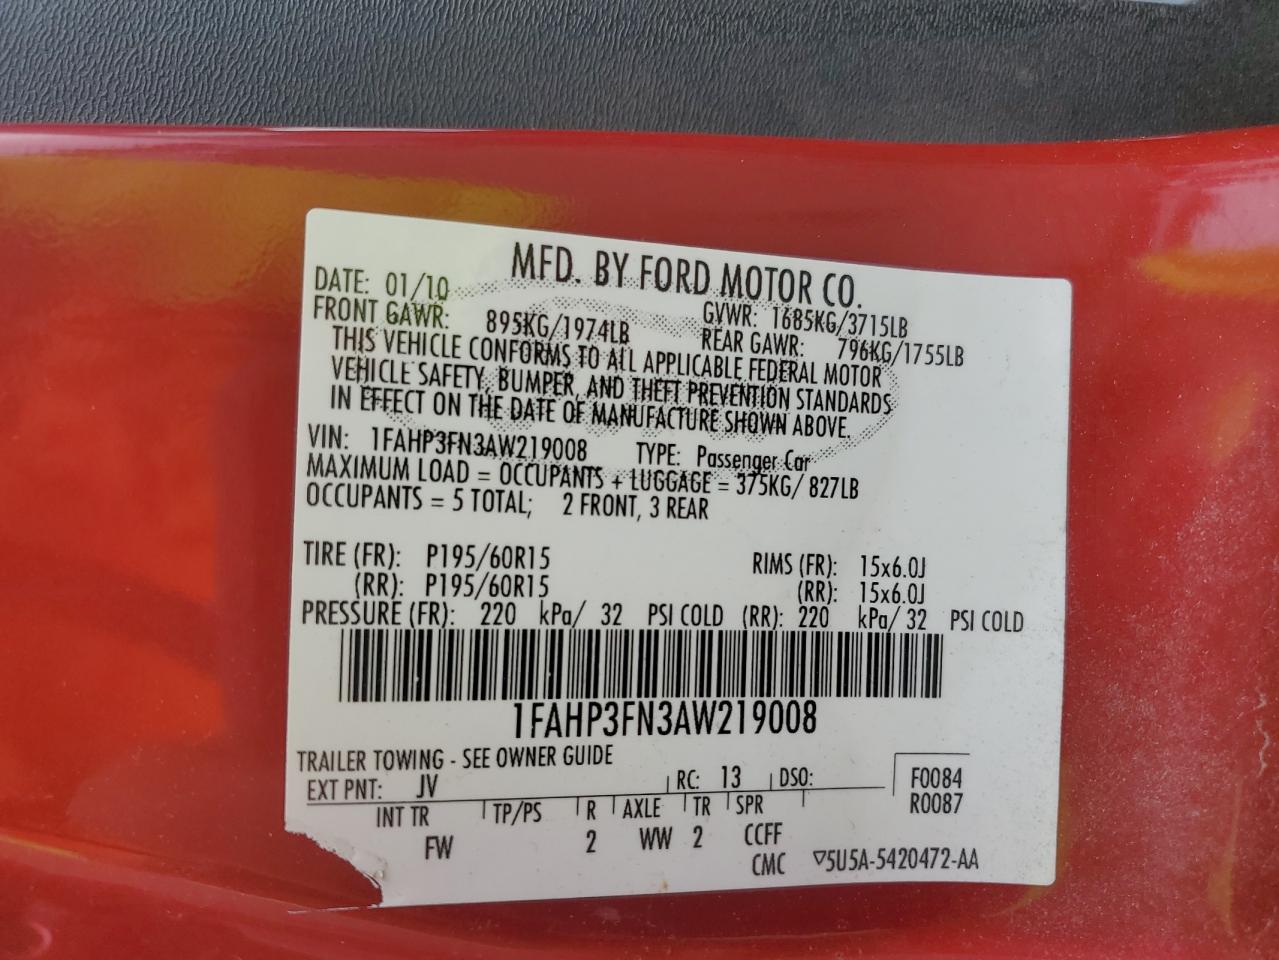 MFD. BY FORD MOTOR CO.
DATE: 01/10 GVWR: 1685KG/3715LB
FRONT GAWR: 895KG/1974LB REAR GAWR: 796KG/1755LB
THIS VEHICLE CONFORMS TO ALL APPLICABLE FEDERAL MOTOR
VEHICLE SAFETY, BUMPER, AND THEFT PREVENTION STANDARDS
IN EFFECT ON THE DATE OF MANUFACTURE SHOWN ABOVE.
VIN: 1FAHP3FN3AW219008 TYPE: Passenger Car
MAXIMUM LOAD = OCCUPANTS + LUGGAGE = 375KG/ 827LB
OCCUPANTS = 5 TOTAL; 2 FRONT, 3 REAR
TIRE (FR): P195/60R15 RIMS (FR): 15x6.0J
(RR): P195/60R15 (RR): 15x6.0J
PRESSURE (FR): 220 kPa/ 32 PSI COLD (RR): 220 kPa/ 32 PSI COLD
1FAHP3FN3AW219008
TRAILER TOWING - SEE OWNER GUIDE
EXT PNT: JV RC: 13 DSO: F0084
R0087
INT TR TP/PS R AXLE TR SPR
FW 2 WW 2 CCFF
CMC ▽5U5A-5420472-AA